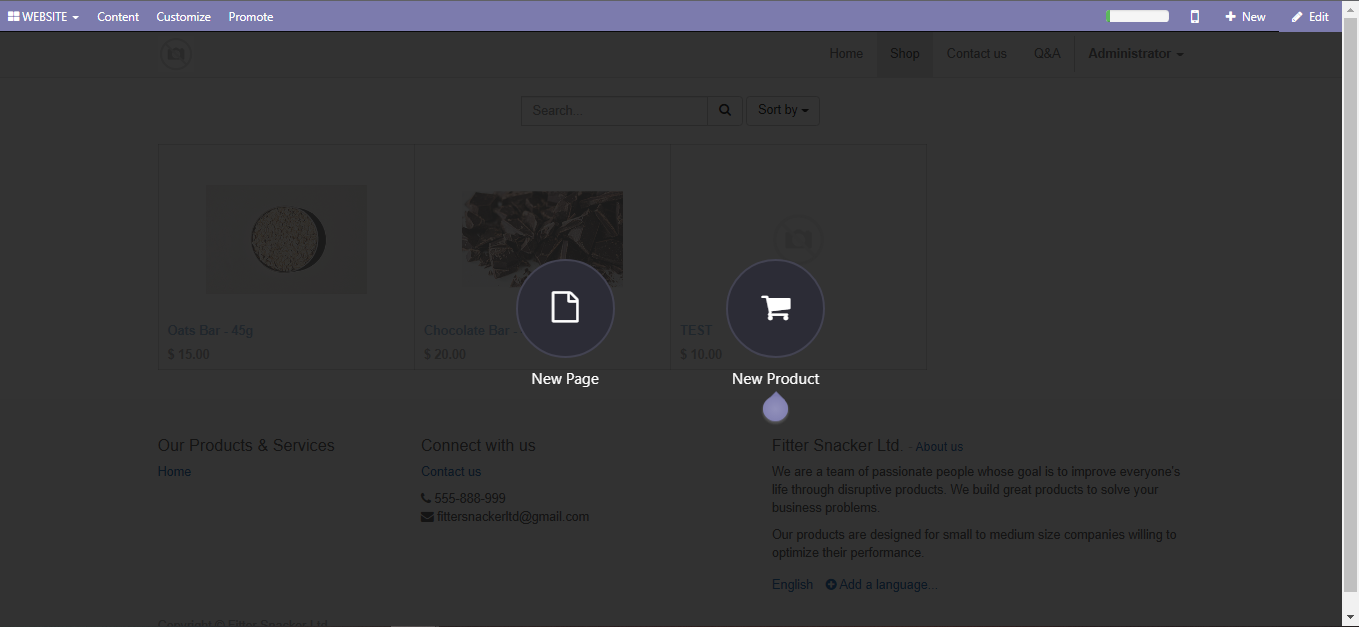 WEBSITE Content Customize Promote New Edit
Home Shop Contact us Q&A Administrator
Search... Sort by
Oats Bar - 45g Chocolate Bar - TEST
$ 15.00 $ 20.00 $ 10.00
New Page New Product
Our Products & Services Connect with us Fitter Snacker Ltd. - About us
Home Contact us We are a team of passionate people whose goal is to improve everyone's
life through disruptive products. We build great products to solve your
555-888-999 business problems.
fittersnackerltd@gmail.com
Our products are designed for small to medium size companies willing to
optimize their performance.
English Add a language...
Copyright © Fitter Snacker Ltd.